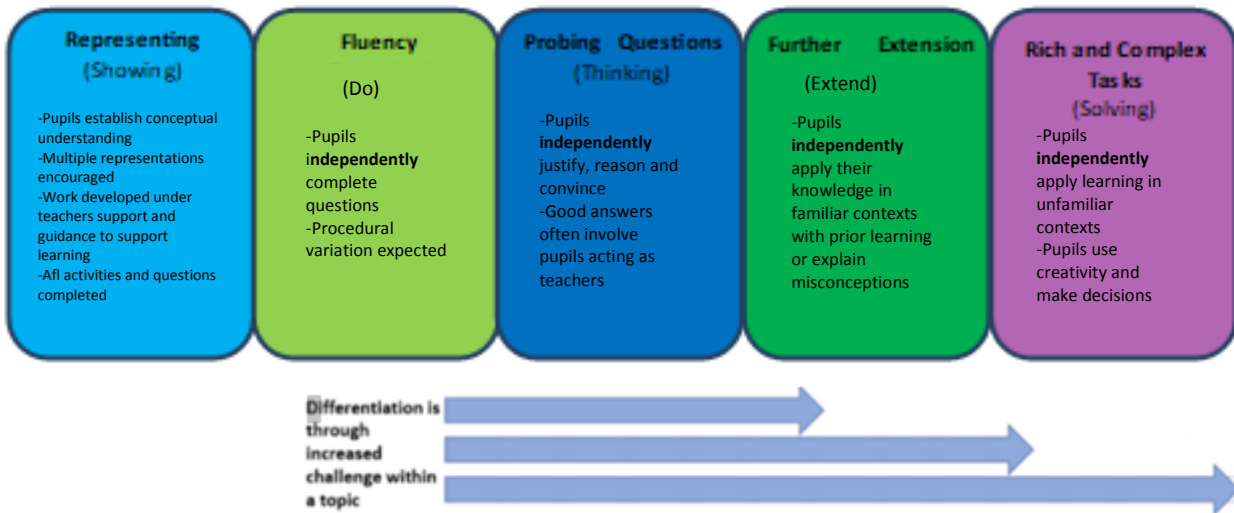 Representing
(Showing)
-Pupils establish conceptual
understanding
-Multiple representations
encouraged
-Work developed under
teachers support and
guidance to support
learning
-Afl activities and questions
completed
Fluency
(Do)
-Pupils
independently
complete
questions
-Procedural
variation expected
Probing Questions
(Thinking)
-Pupils
independently
justify, reason and
convince
-Good answers
often involve
pupils acting as
teachers
Further Extension
(Extend)
-Pupils
independently
apply their
knowledge in
familiar contexts
with prior learning
or explain
misconceptions
Rich and Complex
Tasks
(Solving)
-Pupils
independently
apply learning in
unfamiliar
contexts
-Pupils use
creativity and
make decisions
Differentiation is
through
increased
challenge within
a topic